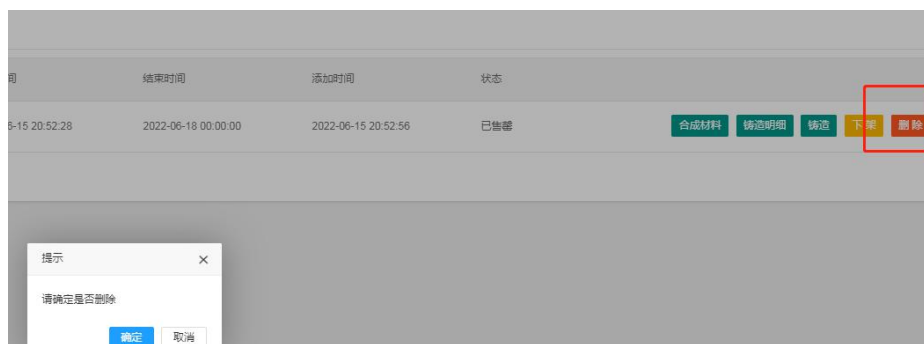 间 结束时间 添加时间 状态
6-15 20:52:28 2022-06-18 00:00:00 2022-06-15 20:52:56 已售罄 合成材料 铸造明细 铸造 下架 删除
提示
请确定是否删除
确定 取消